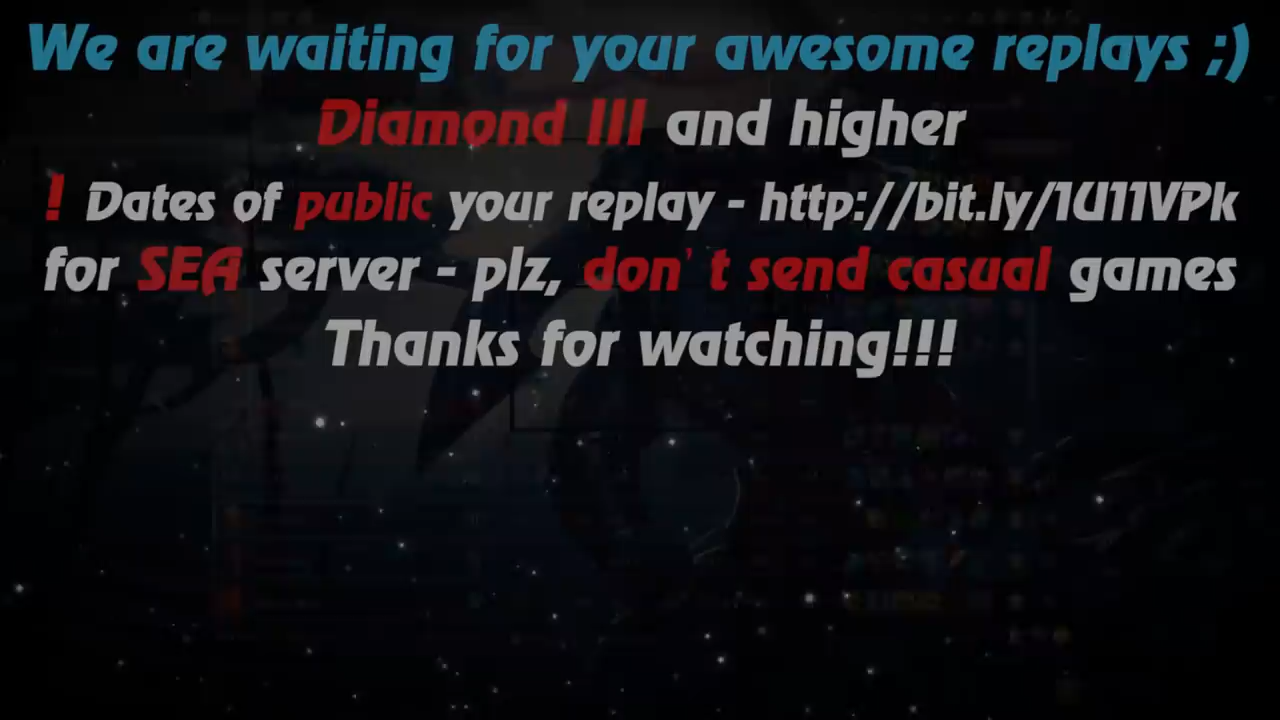 We are waiting for your awesome replays ;)
Diamond III and higher
! Dates of public your replay - http://bit.ly/1U11VPk
for SEA server - plz, don't send casual games
Thanks for watching!!!